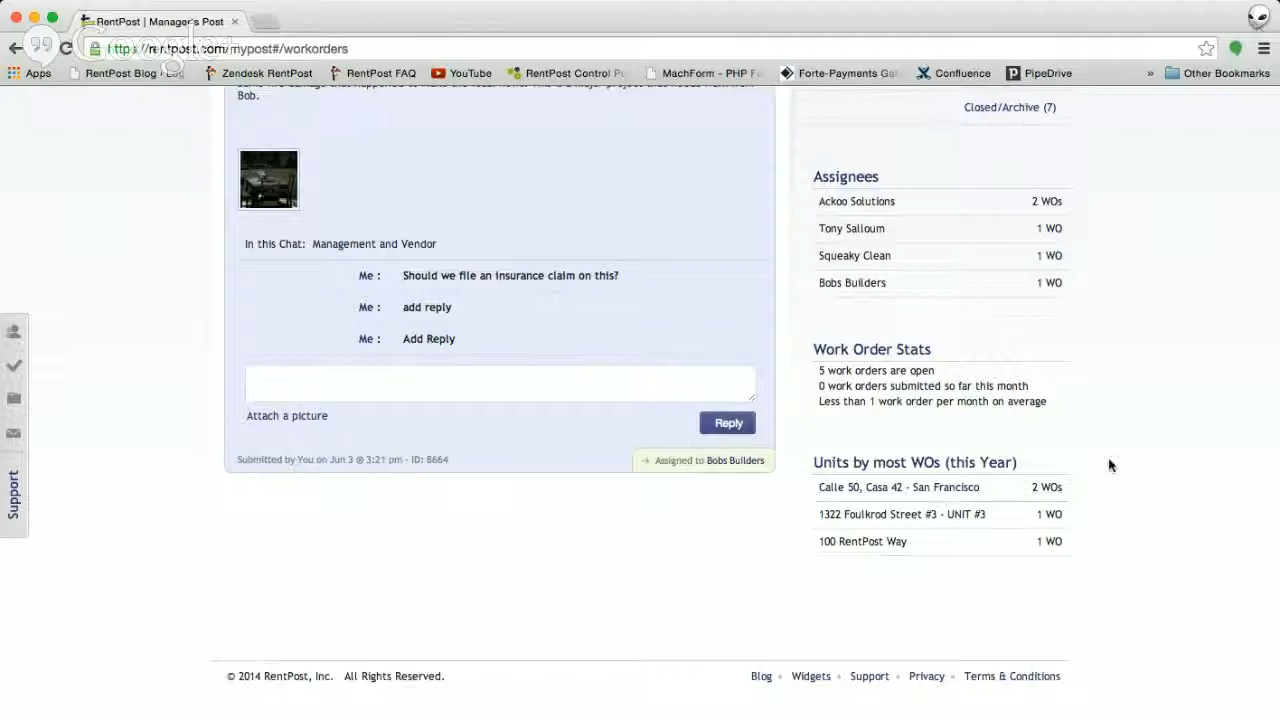 RentPost | Manager's Post
Google+
https://rentpost.com/mypost#/workorders
Apps
RentPost Blog
Zendesk RentPost
RentPost FAQ
YouTube
RentPost Control
MachForm - PHP
Forte-Payments
Confluence
PipeDrive
»
Other Bookmarks
Bob.
Closed/Archive (7)
In this Chat: Management and Vendor
Me : Should we file an insurance claim on this?
Me : add reply
Me : Add Reply
Attach a picture
Reply
Submitted by You on Jun 3 @ 3:21 pm - ID: 8664
→ Assigned to Bobs Builders
Assignees
Ackoo Solutions 2 WOs
Tony Salloum 1 WO
Squeaky Clean 1 WO
Bobs Builders 1 WO
Work Order Stats
5 work orders are open
0 work orders submitted so far this month
Less than 1 work order per month on average
Units by most WOs (this Year)
Calle 50, Casa 42 - San Francisco 2 WOs
1322 Foulkrod Street #3 - UNIT #3 1 WO
100 RentPost Way 1 WO
Support
© 2014 RentPost, Inc. All Rights Reserved.
Blog • Widgets • Support • Privacy • Terms & Conditions